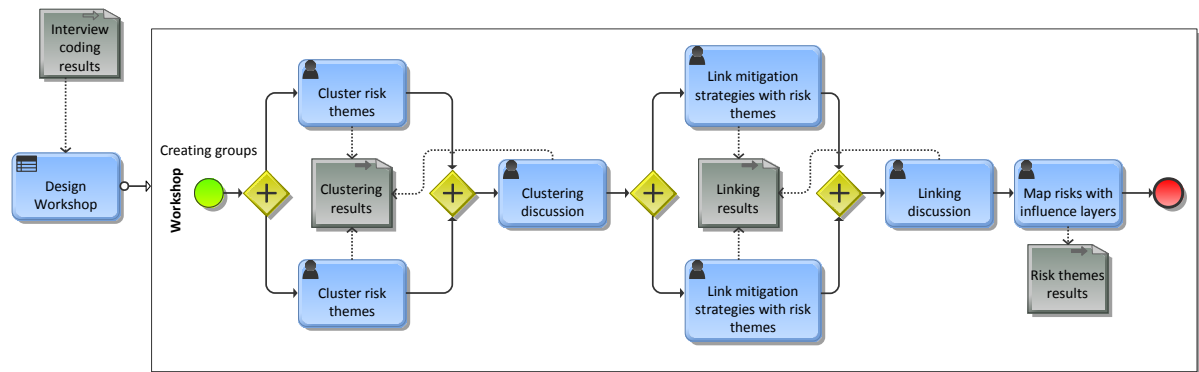 Interview
coding
results
Design
Workshop
Workshop
Creating groups
Cluster risk
themes
Clustering
results
Cluster risk
themes
Clustering
discussion
Link mitigation
strategies with risk
themes
Linking
results
Link mitigation
strategies with risk
themes
Linking
discussion
Map risks with
influence layers
Risk themes
results